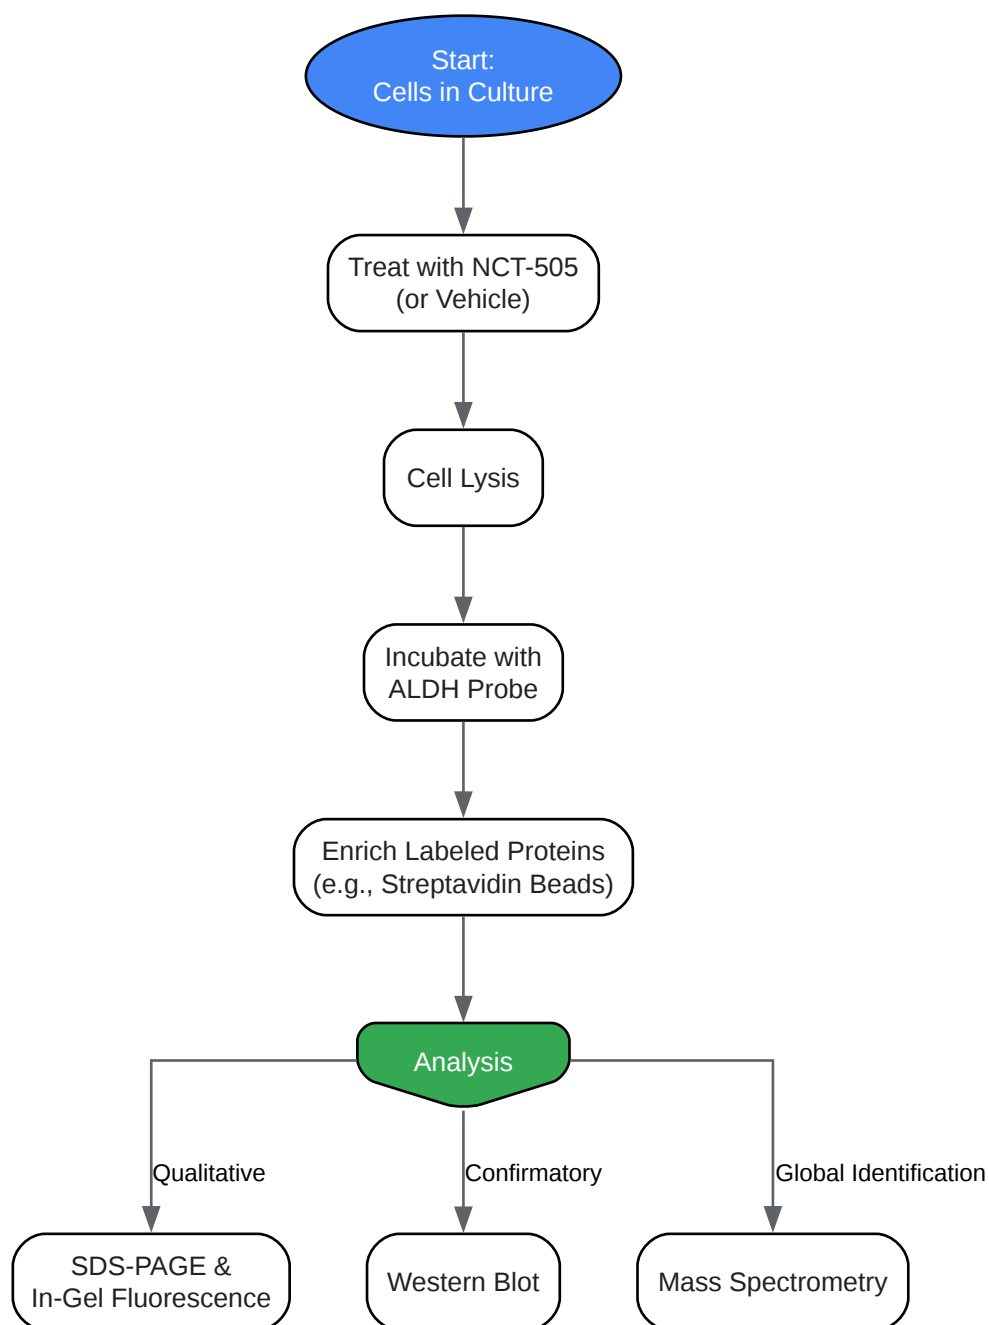 Start:
Cells in Culture
Treat with NCT-505
(or Vehicle)
Cell Lysis
Incubate with
ALDH Probe
Enrich Labeled Proteins
(e.g., Streptavidin Beads)
Analysis
Qualitative
Confirmatory
Global Identification
SDS-PAGE &
In-Gel Fluorescence
Western Blot
Mass Spectrometry